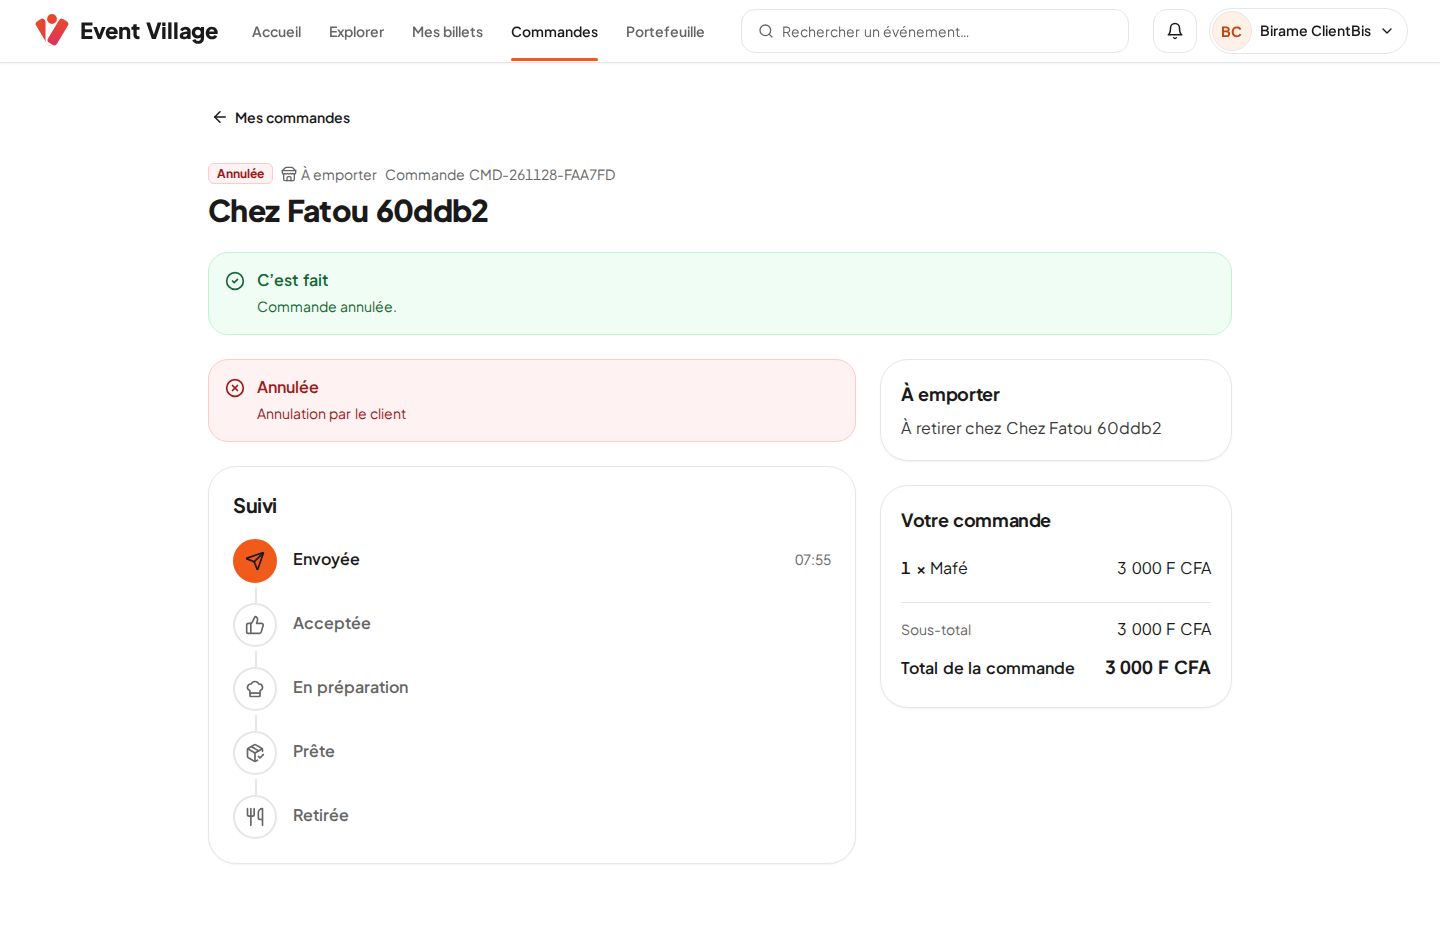 Event Village
Accueil
Explorer
Mes billets
Commandes
Portefeuille
Rechercher un événement…
BC
Birame ClientBis
Mes commandes
Annulée
À emporter
Commande CMD-261128-FAA7FD
Chez Fatou 60ddb2
C’est fait
Commande annulée.
Annulée
Annulation par le client
Suivi
Envoyée
07:55
Acceptée
En préparation
Prête
Retirée
À emporter
À retirer chez Chez Fatou 60ddb2
Votre commande
1 × Mafé
3 000 F CFA
Sous-total
3 000 F CFA
Total de la commande
3 000 F CFA